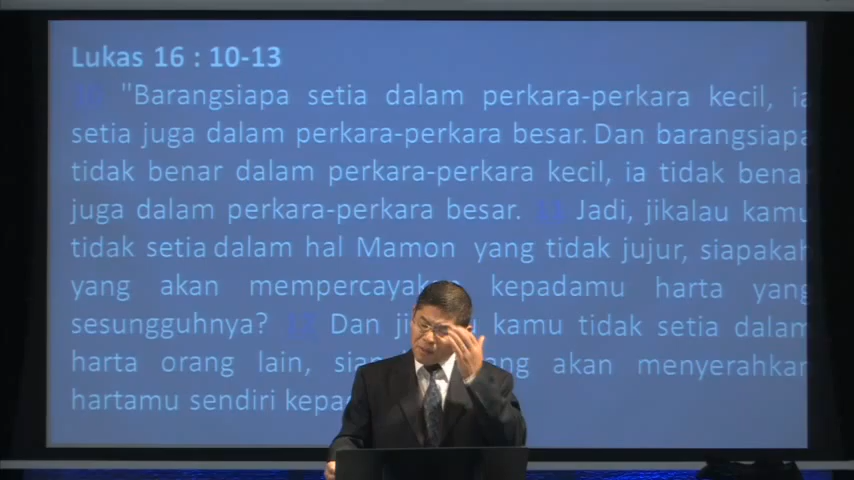 Lukas 16 : 10-13
10 "Barangsiapa setia dalam perkara-perkara kecil, ia
setia juga dalam perkara-perkara besar. Dan barangsiapa
tidak benar dalam perkara-perkara kecil, ia tidak benar
juga dalam perkara-perkara besar. 11 Jadi, jikalau kamu
tidak setia dalam hal Mamon yang tidak jujur, siapakah
yang akan kepadamu harta yang
sesungguhnya? 12 Dan kamu tidak setia dalam
harta orang lain, akan menyerahkan
hartamu sendiri